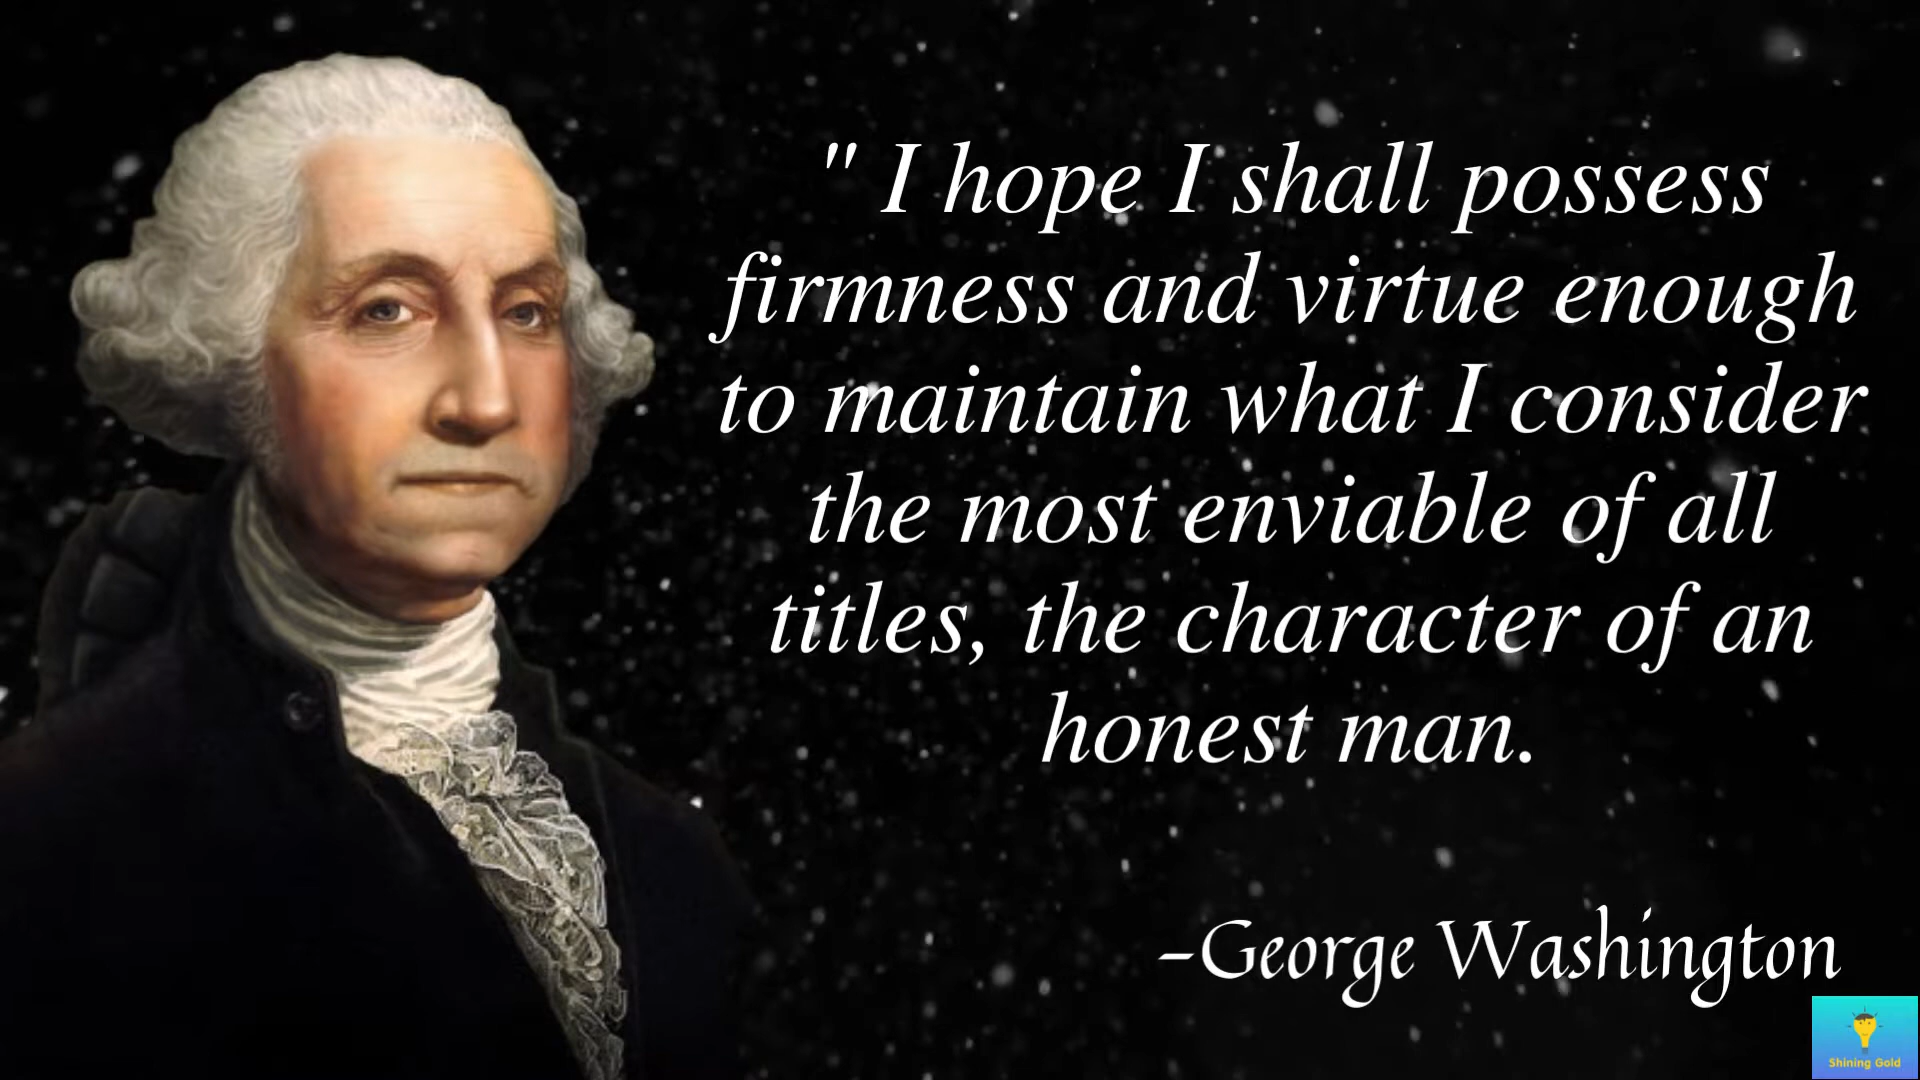 " I hope I shall possess
firmness and virtue enough
to maintain what I consider
the most enviable of all
titles, the character of an
honest man.
-George Washington
Shining Gold